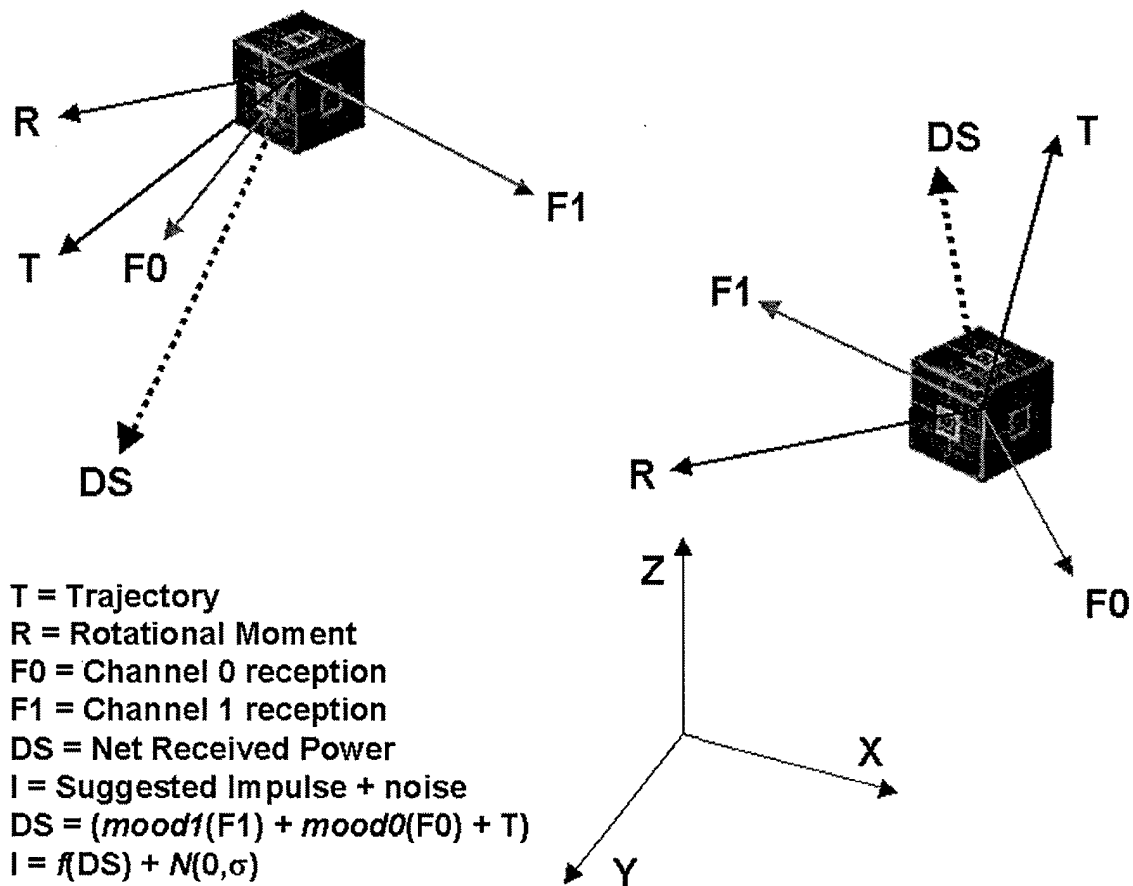 R
T
F0
F1
DS
DS
T
F1
R
F0
Z
X
Y
T = Trajectory
R = Rotational Moment
F0 = Channel 0 reception
F1 = Channel 1 reception
DS = Net Received Power
I = Suggested Impulse + noise
DS = (mood1(F1) + mood0(F0) + T)
I = f(DS) + N(0,σ)